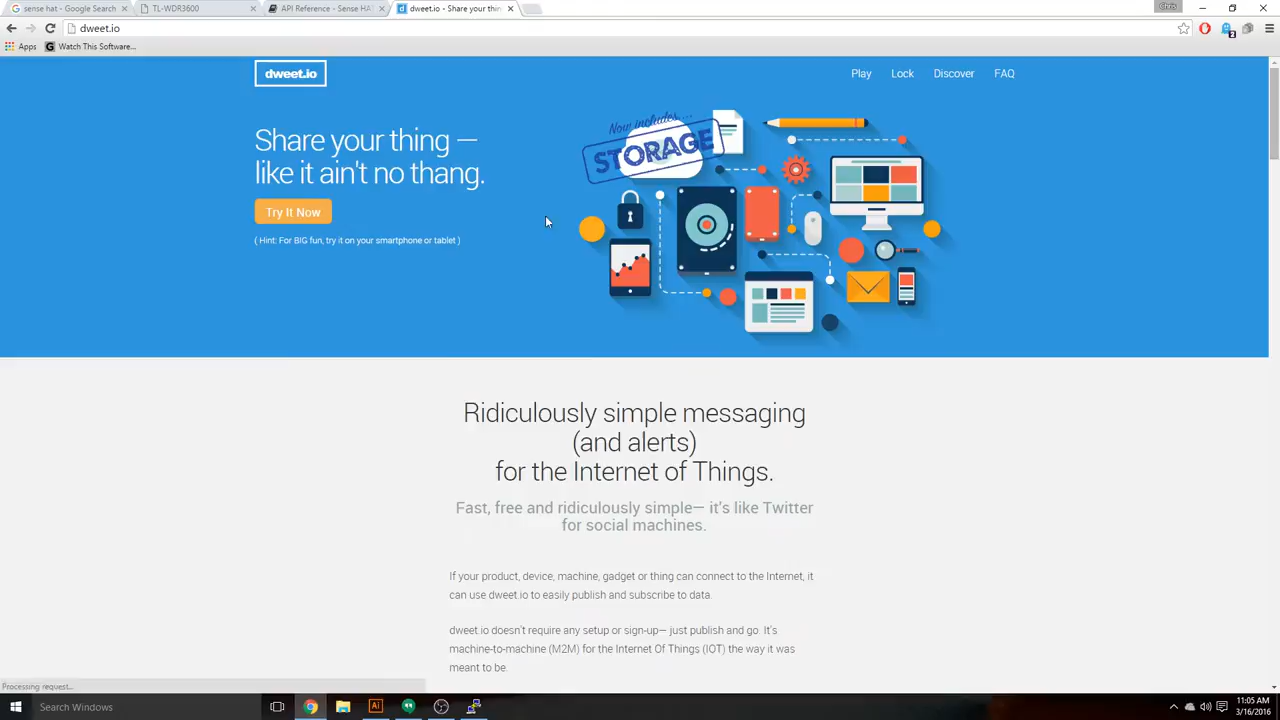 sense hat - Google Search
TL-WDR3600
API Reference - Sense HA
dweet.io - Share your thin
Chris
dweet.io
Apps
Watch This Software...
2
dweet.io
Play
Lock
Discover
FAQ
Share your thing —
like it ain't no thang.
Try It Now
( Hint: For BIG fun, try it on your smartphone or tablet )
Now includes....
STORAGE
Ridiculously simple messaging
(and alerts)
for the Internet of Things.
Fast, free and ridiculously simple— it's like Twitter
for social machines.
If your product, device, machine, gadget or thing can connect to the Internet, it
can use dweet.io to easily publish and subscribe to data.
dweet.io doesn't require any setup or sign-up— just publish and go. It's
machine-to-machine (M2M) for the Internet Of Things (IOT) the way it was
meant to be.
Processing request...
Search Windows
Ai
11:05 AM
3/16/2016